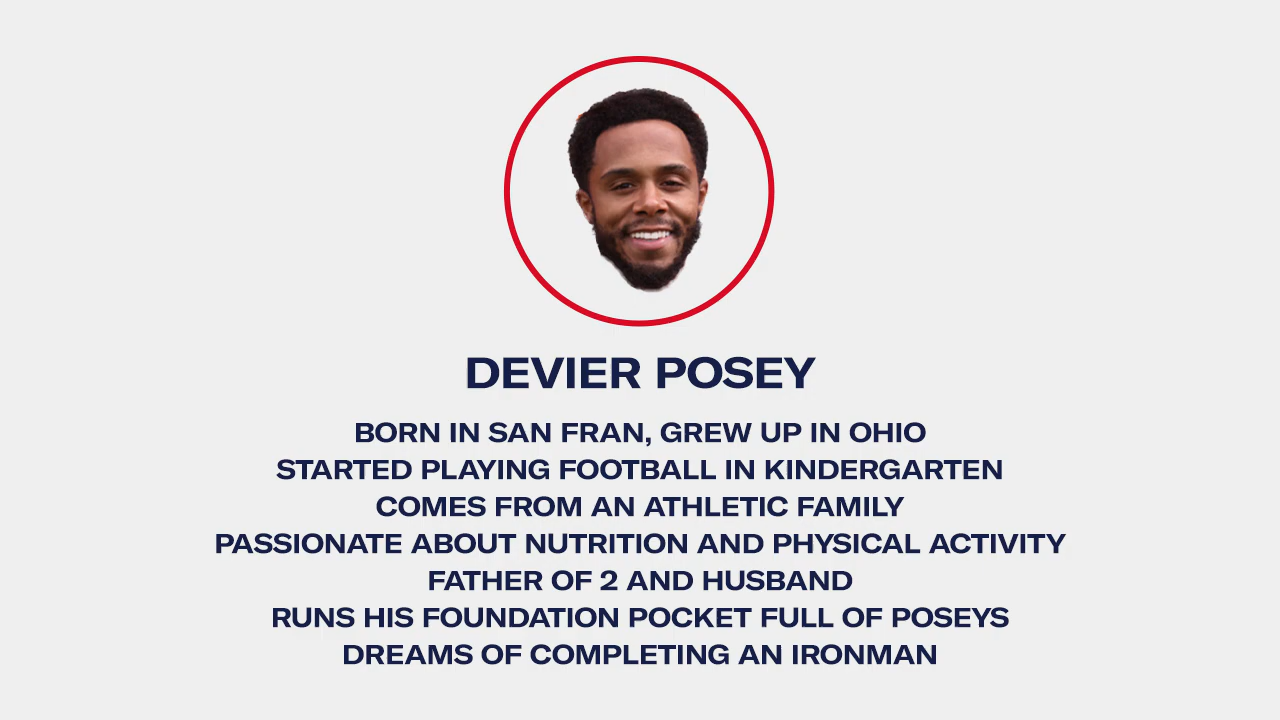 DEVIER POSEY
BORN IN SAN FRAN, GREW UP IN OHIO
STARTED PLAYING FOOTBALL IN KINDERGARTEN
COMES FROM AN ATHLETIC FAMILY
PASSIONATE ABOUT NUTRITION AND PHYSICAL ACTIVITY
FATHER OF 2 AND HUSBAND
RUNS HIS FOUNDATION POCKET FULL OF POSEYS
DREAMS OF COMPLETING AN IRONMAN